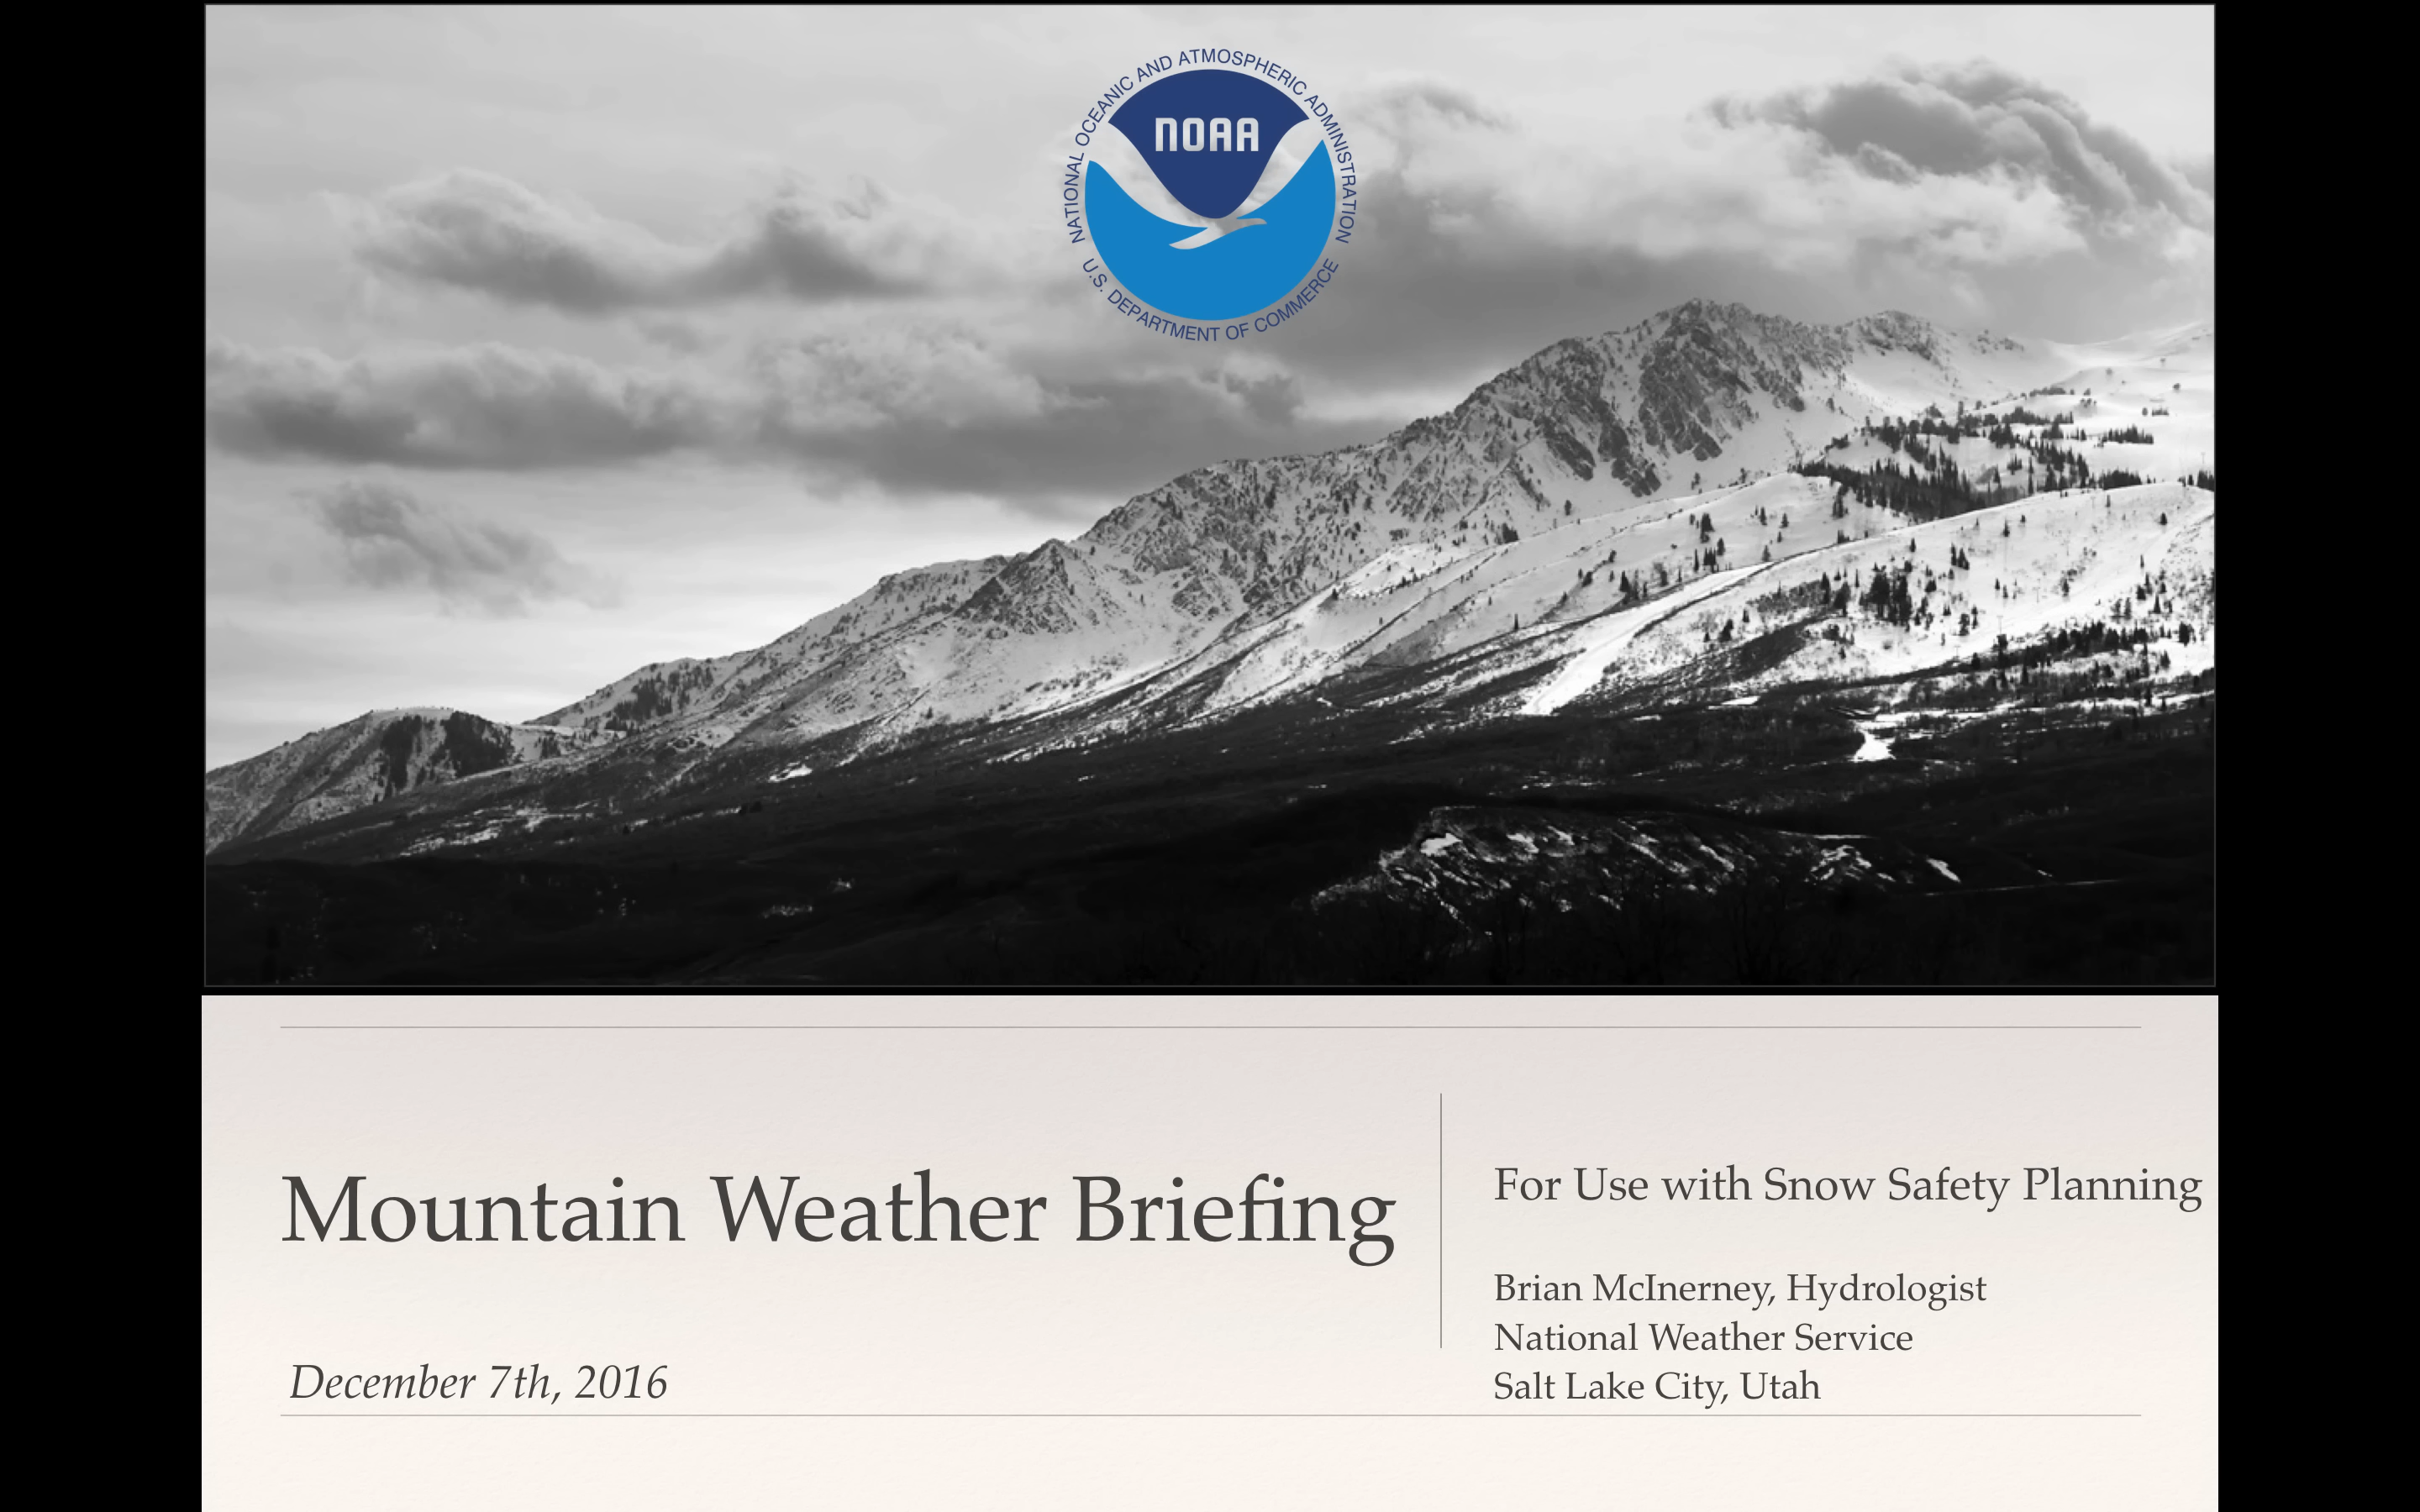 NATIONAL OCEANIC AND ATMOSPHERIC ADMINISTRATION
NOAA
U.S. DEPARTMENT OF COMMERCE
Mountain Weather Briefing
December 7th, 2016
For Use with Snow Safety Planning
Brian McInerney, Hydrologist
National Weather Service
Salt Lake City, Utah